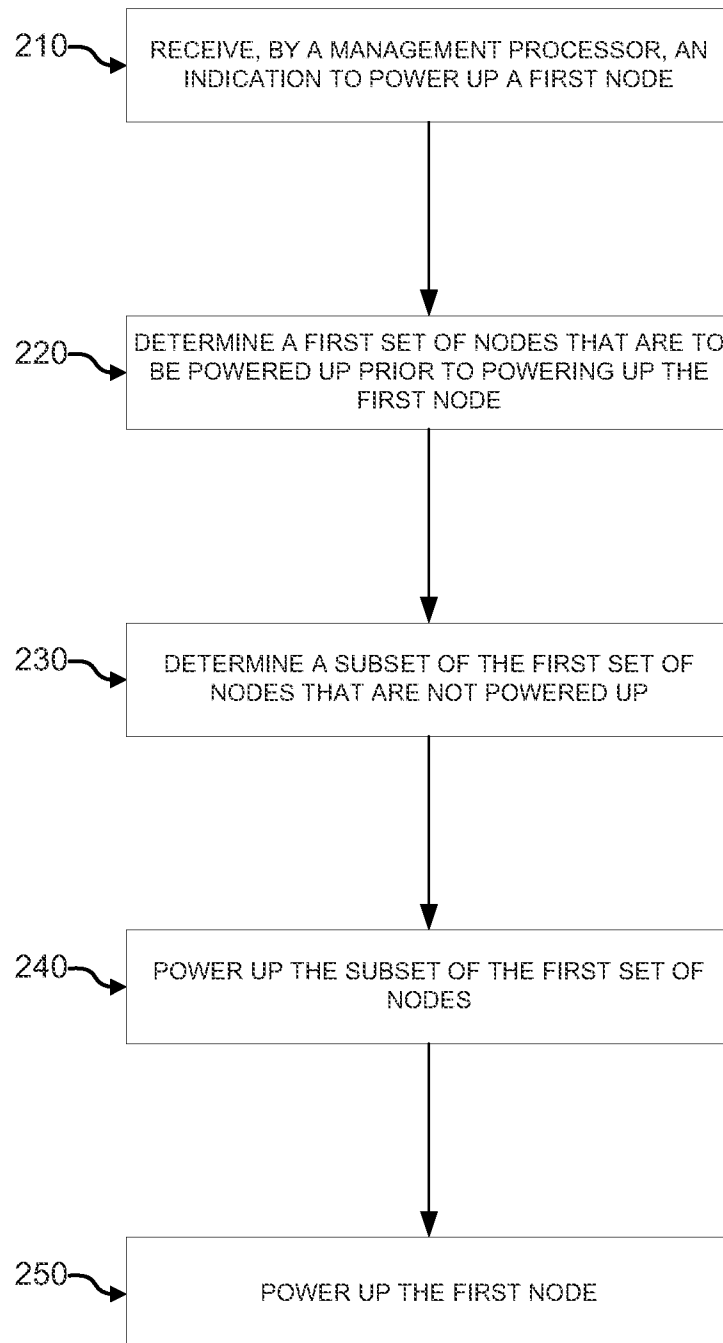 210
RECEIVE, BY A MANAGEMENT PROCESSOR, AN
INDICATION TO POWER UP A FIRST NODE
220
DETERMINE A FIRST SET OF NODES THAT ARE TO
BE POWERED UP PRIOR TO POWERING UP THE
FIRST NODE
230
DETERMINE A SUBSET OF THE FIRST SET OF
NODES THAT ARE NOT POWERED UP
240
POWER UP THE SUBSET OF THE FIRST SET OF
NODES
250
POWER UP THE FIRST NODE